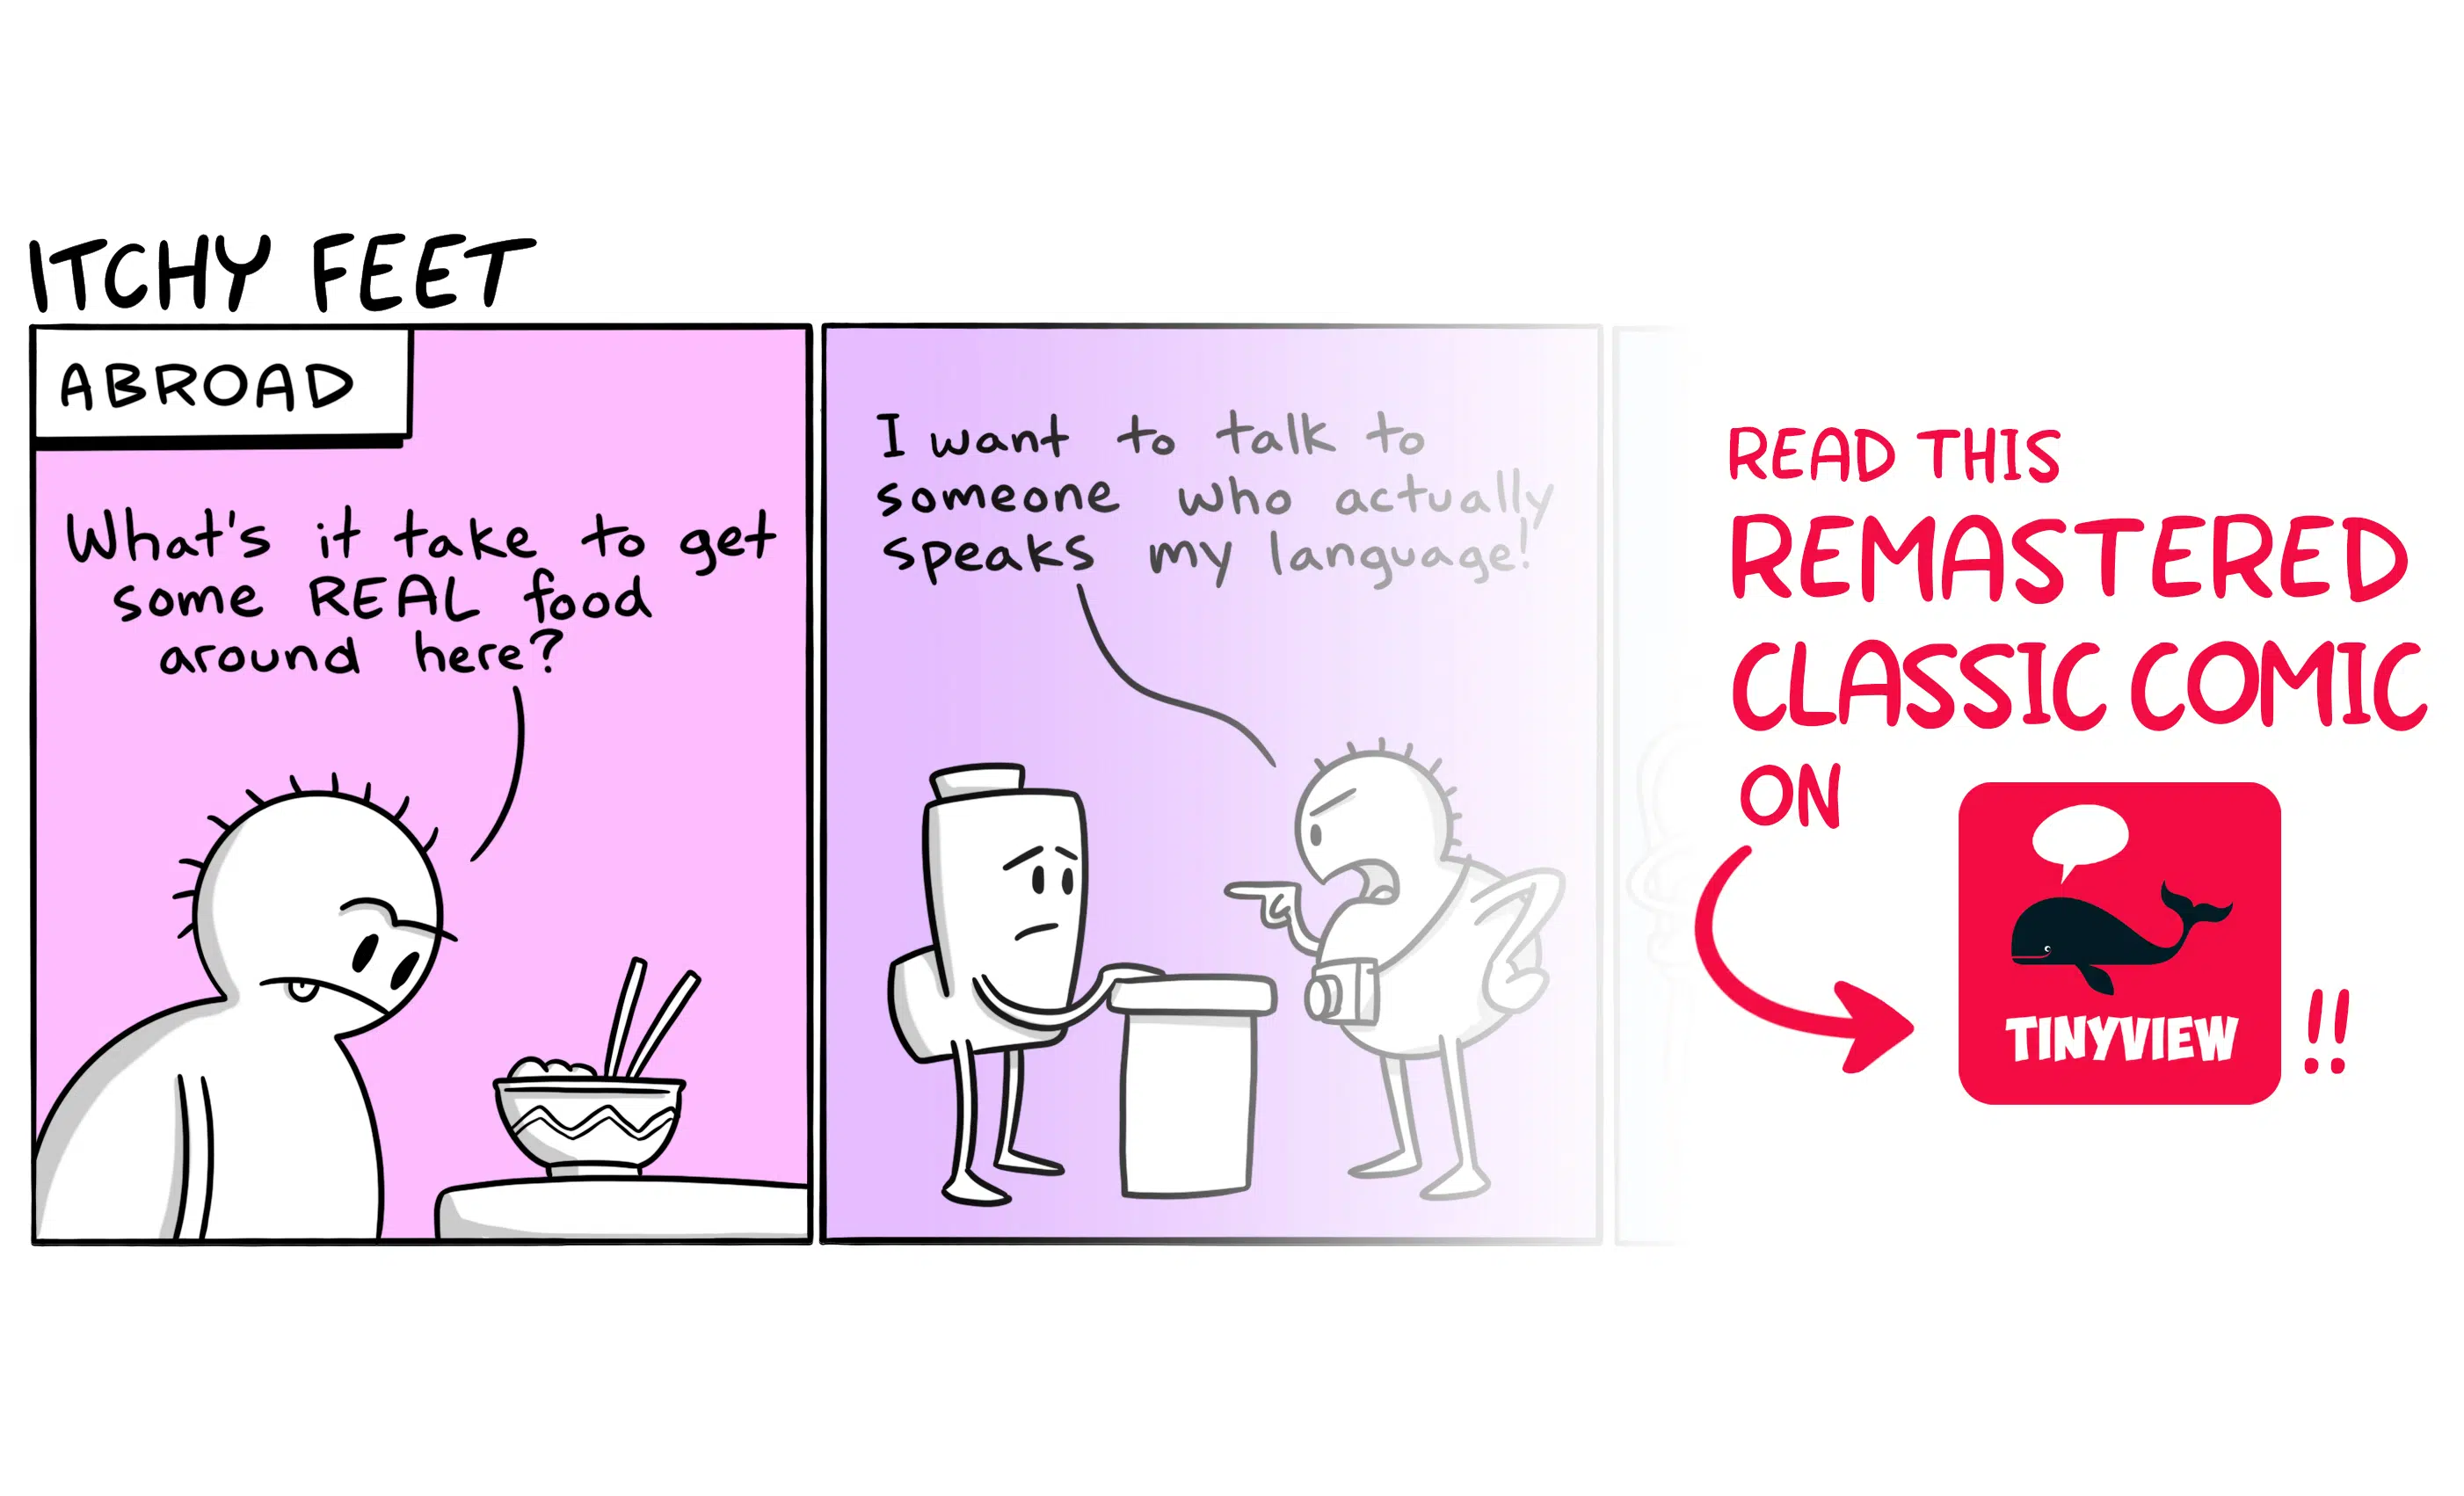 ITCHY FEET
ABROAD
What's it take to get
some REAL food
around here?
I want to talk to
someone who actually
speaks my language!
READ THIS
REMASTERED
CLASSIC COMIC
ON
TINYVIEW
!!